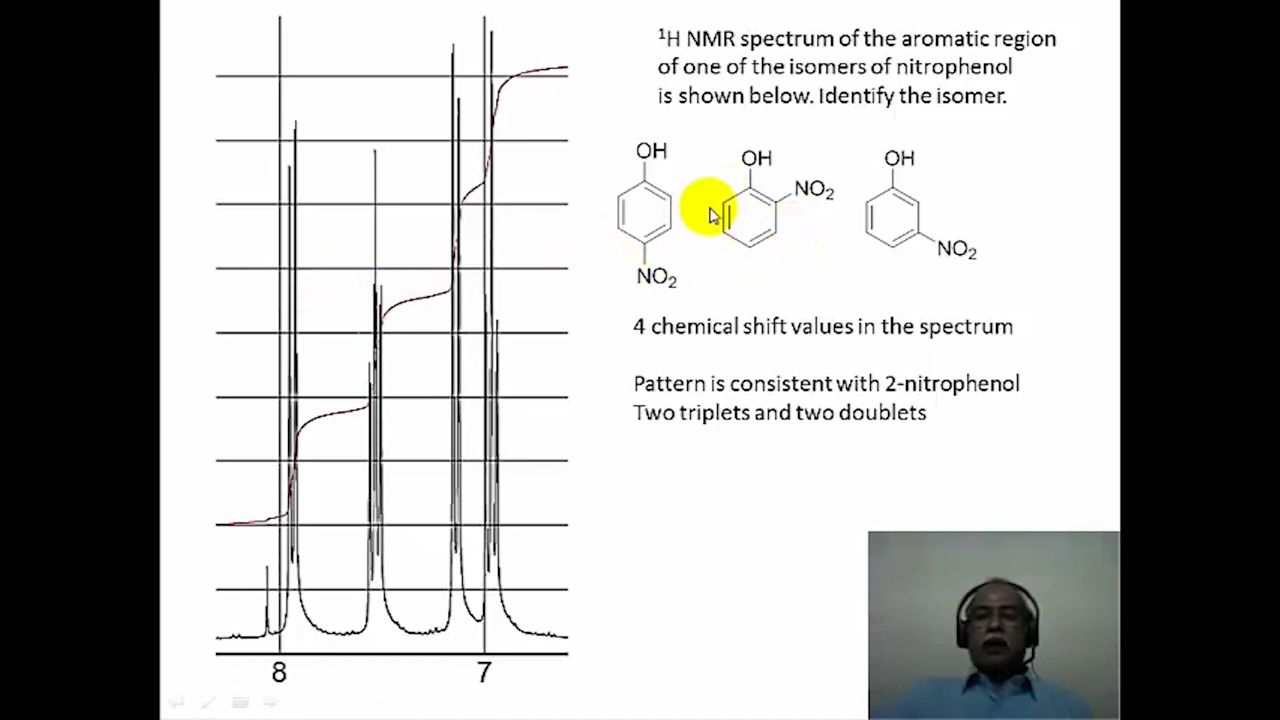 ¹H NMR spectrum of the aromatic region
of one of the isomers of nitrophenol
is shown below. Identify the isomer.
OH
NO₂
OH
NO₂
OH
NO₂
4 chemical shift values in the spectrum
Pattern is consistent with 2-nitrophenol
Two triplets and two doublets
8 7